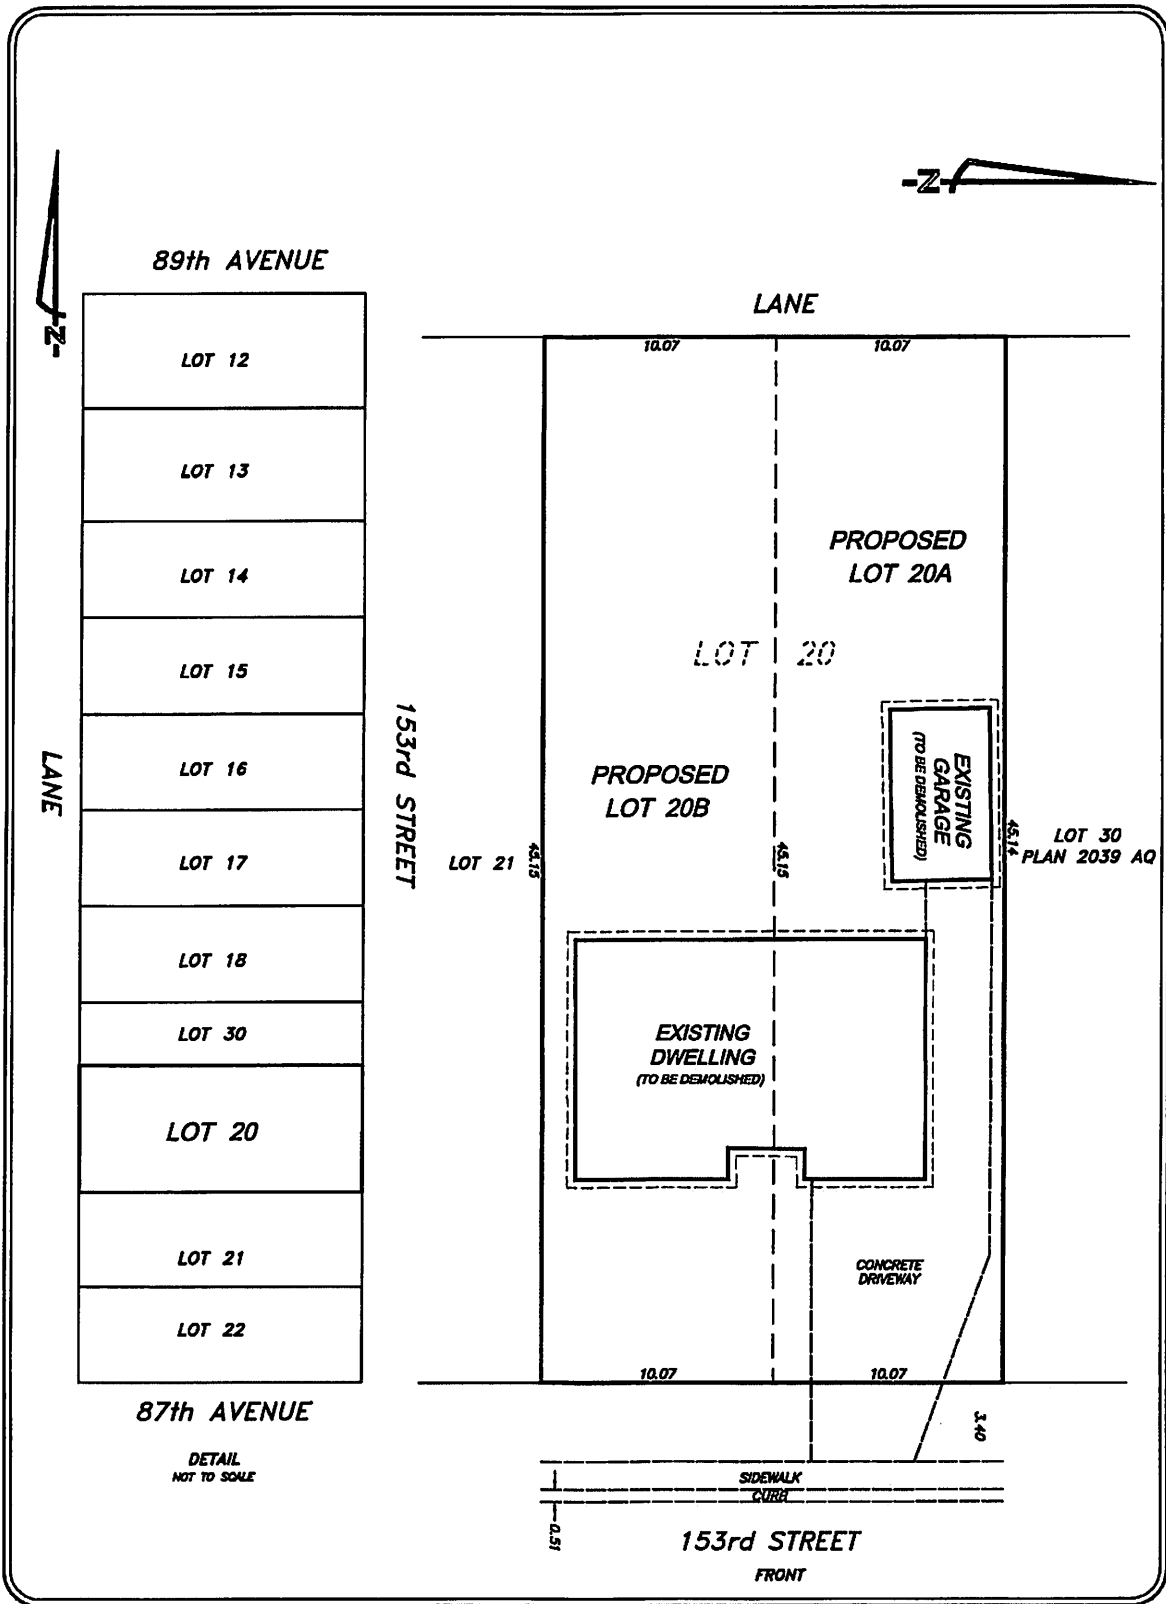 -Z-
89th AVENUE
-Z-
LOT 12
LOT 13
LOT 14
LOT 15
LOT 16
LOT 17
LOT 18
LOT 30
LOT 20
LOT 21
LOT 22
LANE
153rd STREET
87th AVENUE
DETAIL
NOT TO SCALE
LANE
10.07
10.07
PROPOSED
LOT 20A
LOT 20
PROPOSED
LOT 20B
EXISTING
GARAGE
(TO BE DEMOLISHED)
LOT 21
45.15
45.15
45.14
LOT 30
PLAN 2039 AQ
EXISTING
DWELLING
(TO BE DEMOLISHED)
CONCRETE
DRIVEWAY
10.07
10.07
3.40
SIDEWALK
CURB
0.51
153rd STREET
FRONT